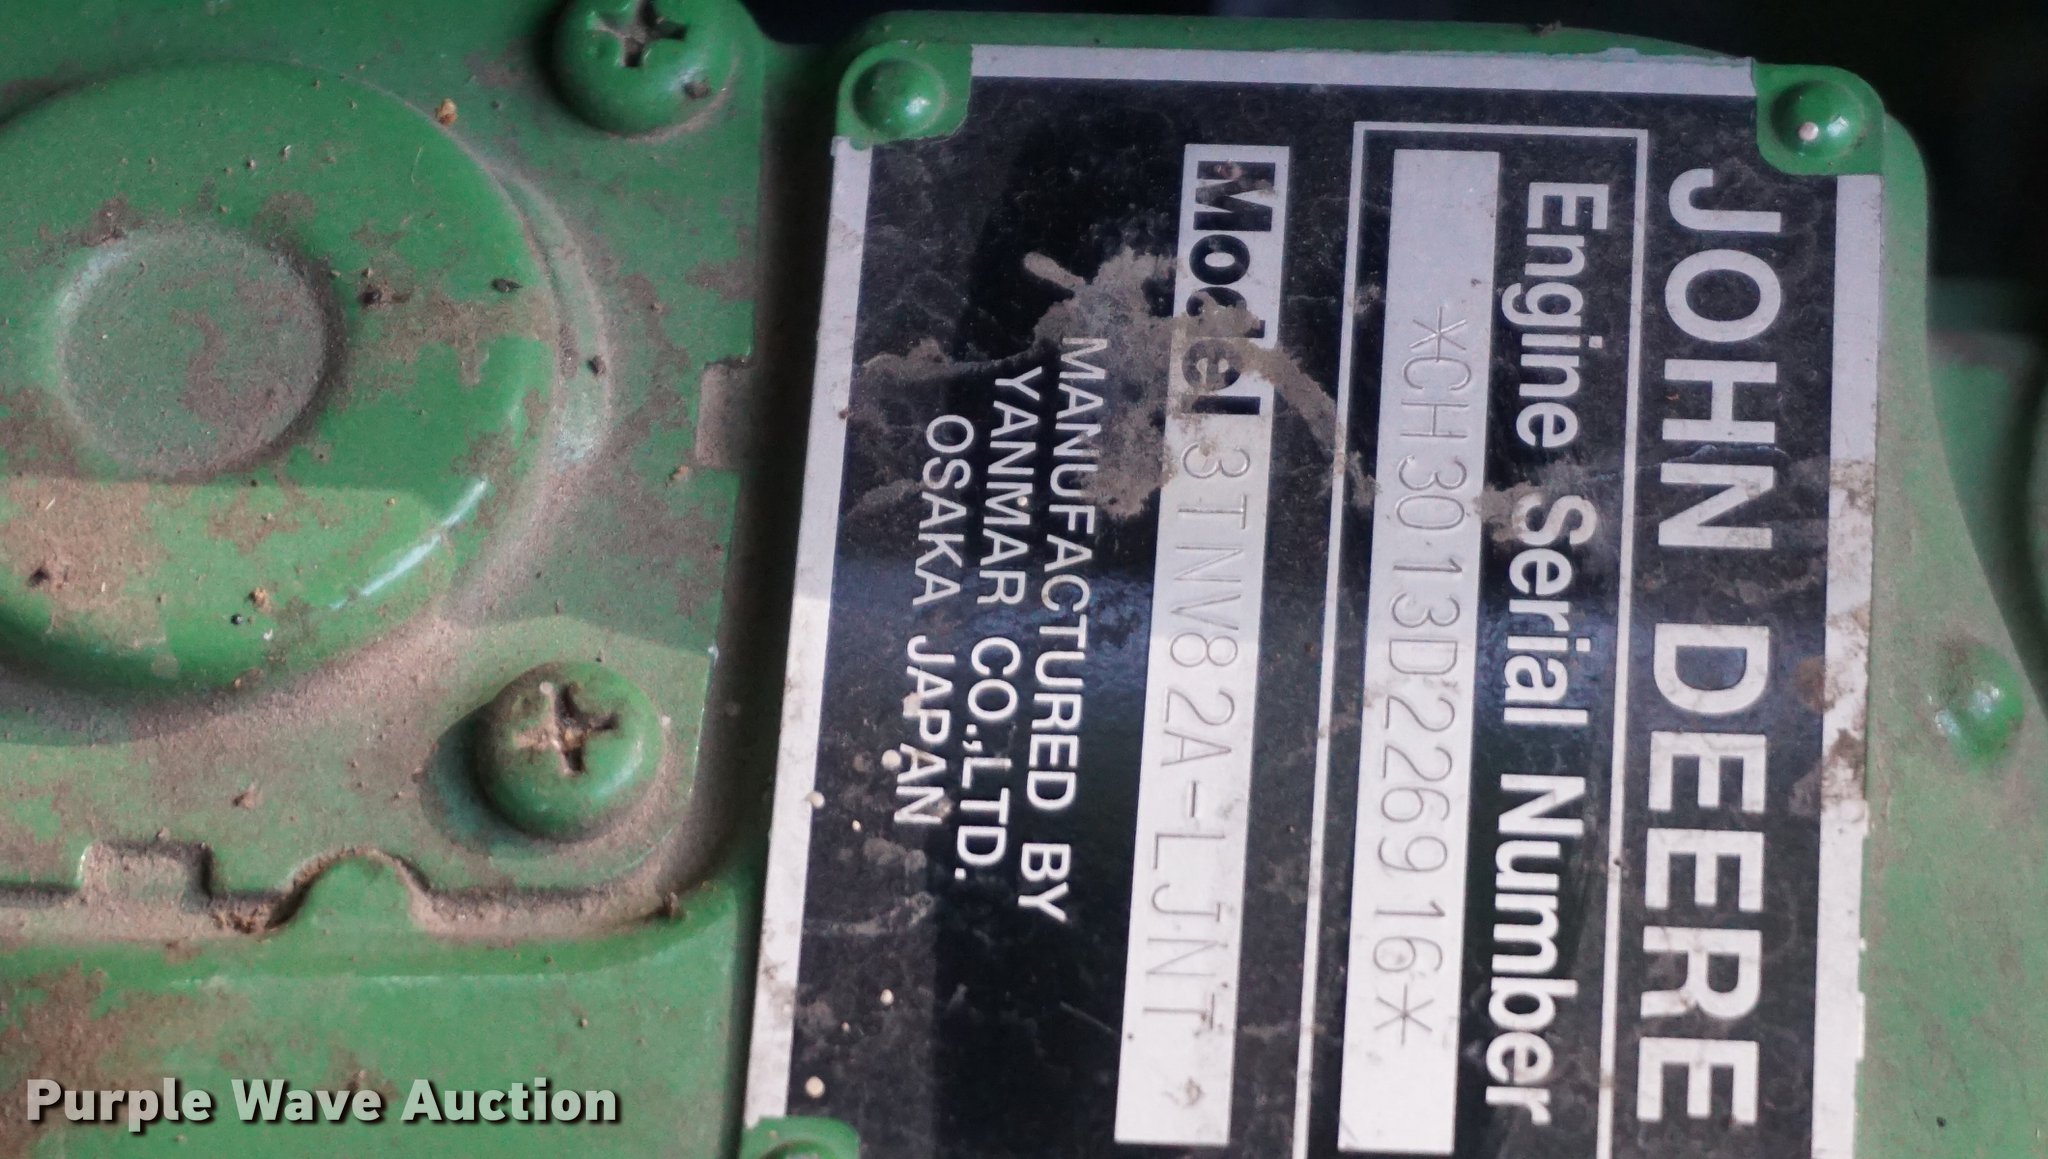 JOHN DEERE
Engine Serial Number
*CH3013D226916*
Model 3TNV82A-LJNT
MANUFACTURED BY
YANMAR CO.,LTD.
OSAKA JAPAN
Purple Wave Auction